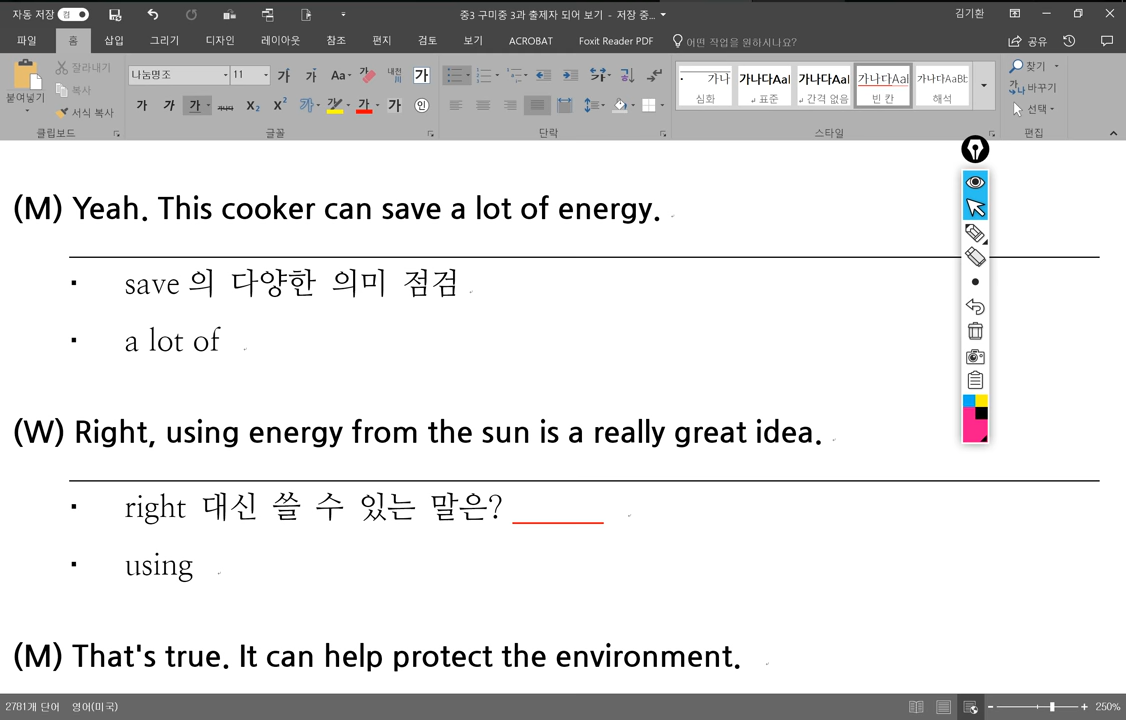 자동 저장 켬 중3 구미중 3과 출제자 되어 보기 - 저장 중... 김기환
파일 홈 삽입 그리기 디자인 레이아웃 참조 편지 검토 보기 ACROBAT Foxit Reader PDF 어떤 작업을 원하시나요? 공유
붙여넣기 잘라내기 복사 서식 복사
나눔명조 11
가나 심화
가나다Aal 표준
가나다Aal 간격 없음
가나다Aal 빈 칸
가나다AaBb 해석
찾기 바꾸기 선택
클립보드 글꼴 단락 스타일 편집
(M) Yeah. This cooker can save a lot of energy.
▪ save 의 다양한 의미 점검
▪ a lot of
(W) Right, using energy from the sun is a really great idea.
▪ right 대신 쓸 수 있는 말은? ______
▪ using
(M) That's true. It can help protect the environment.
2781개 단어 영어(미국) 250%